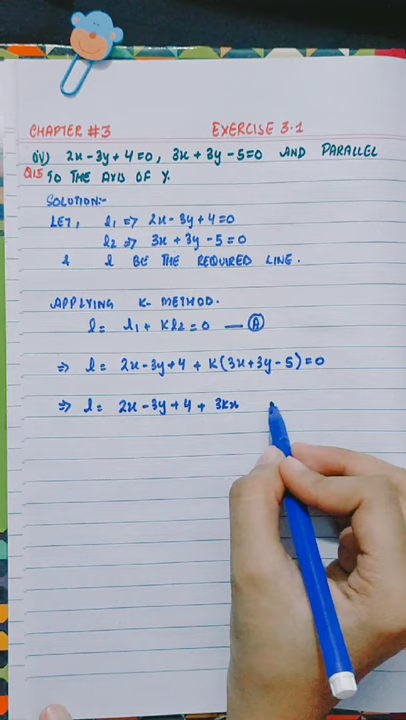 CHAPTER #3 EXERCISE 3.1
iv) 2x-3y+4=0, 3x+3y-5=0 AND PARALLEL
Q15 TO THE AXIS OF Y.
SOLUTION:-
LET, l1 => 2x-3y+4=0
l2 => 3x+3y-5=0
& l BE THE REQUIRED LINE.
APPLYING K-METHOD.
l = l1 + Kl2 = 0 — A
=> l = 2x-3y+4 + K(3x+3y-5)=0
=> l = 2x-3y+4 + 3Kx